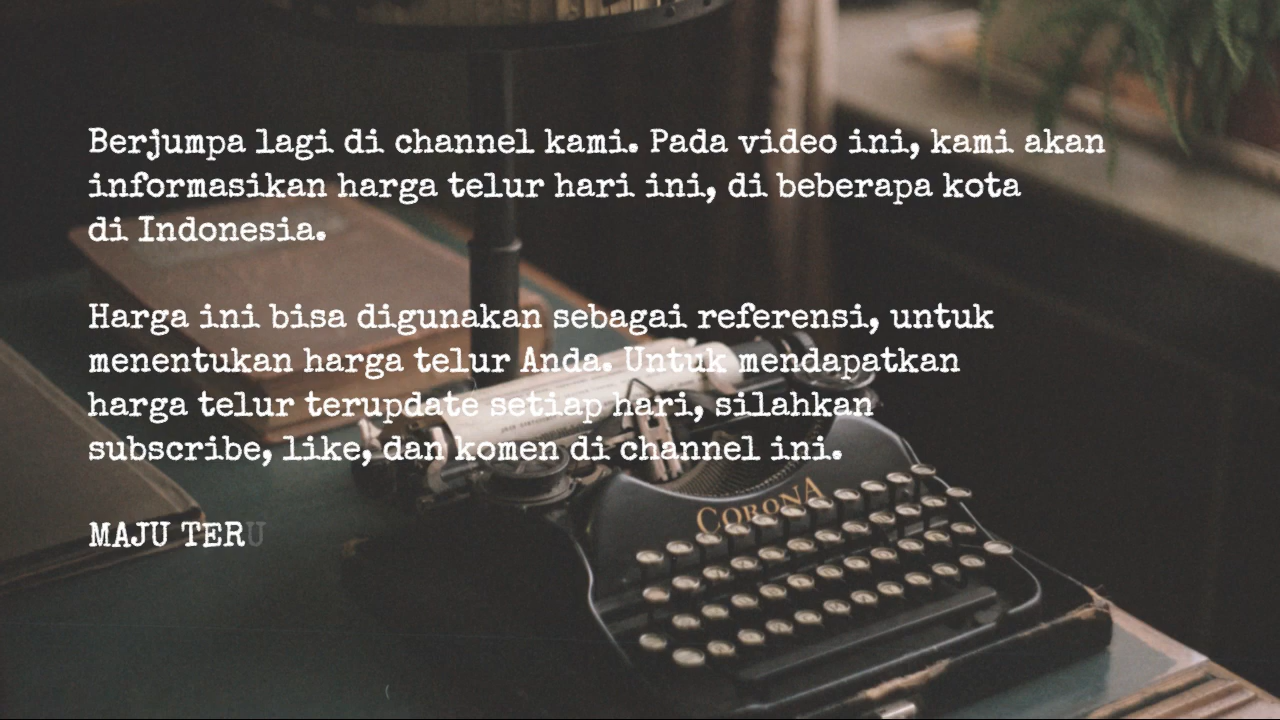 Berjumpa lagi di channel kami. Pada video ini, kami akan
informasikan harga telur hari ini, di beberapa kota
di Indonesia.
Harga ini bisa digunakan sebagai referensi, untuk
menentukan harga telur Anda. Untuk mendapatkan
harga telur terupdate setiap hari, silahkan
subscribe, like, dan komen di channel ini.
MAJU TERU
CORONA